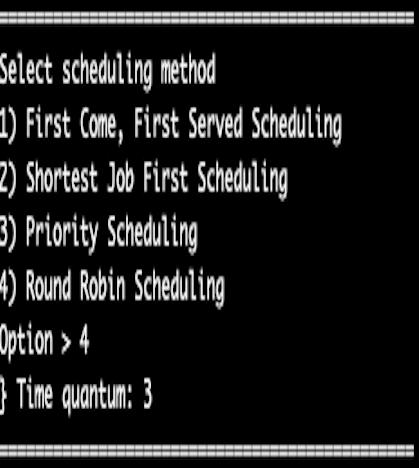 Select scheduling method
1) First Come, First Served Scheduling
2) Shortest Job First Scheduling
3) Priority Scheduling
4) Round Robin Scheduling
Option > 4
} Time quantum: 3